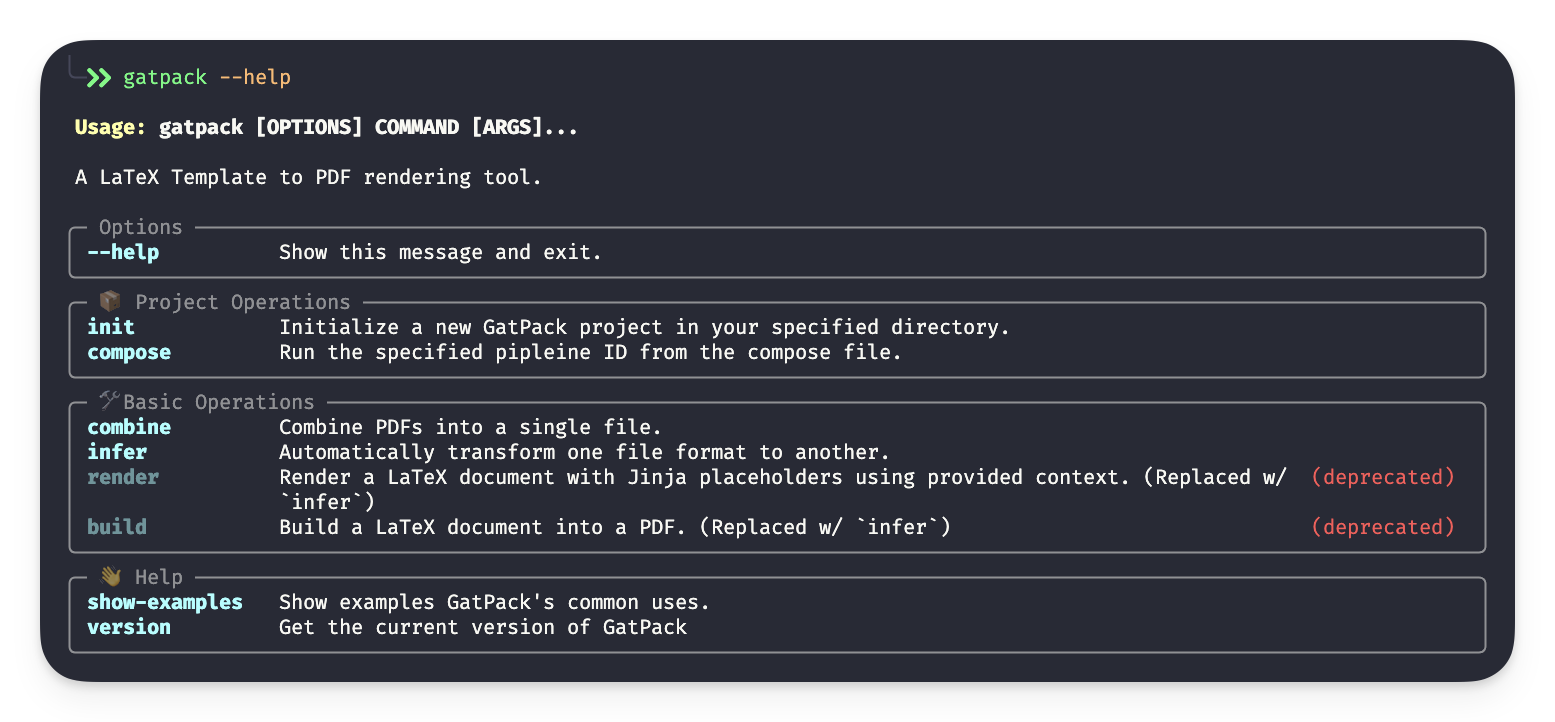 gatpack --help
Usage: gatpack [OPTIONS] COMMAND [ARGS]...
A LaTeX Template to PDF rendering tool.
Options
--help Show this message and exit.
📦 Project Operations
init Initialize a new GatPack project in your specified directory.
compose Run the specified pipleine ID from the compose file.
🛠 Basic Operations
combine Combine PDFs into a single file.
infer Automatically transform one file format to another.
render Render a LaTeX document with Jinja placeholders using provided context. (Replaced w/ (deprecated)
`infer`)
build Build a LaTeX document into a PDF. (Replaced w/ `infer`) (deprecated)
👋 Help
show-examples Show examples GatPack's common uses.
version Get the current version of GatPack